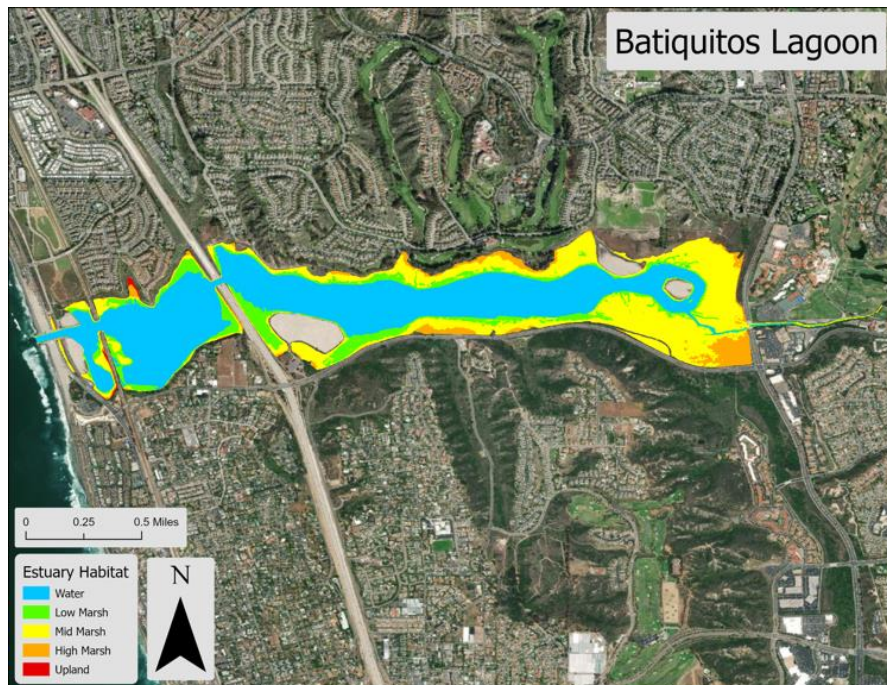 Batiquitos Lagoon
0 0.25 0.5 Miles
Estuary Habitat
Water
Low Marsh
Mid Marsh
High Marsh
Upland
N